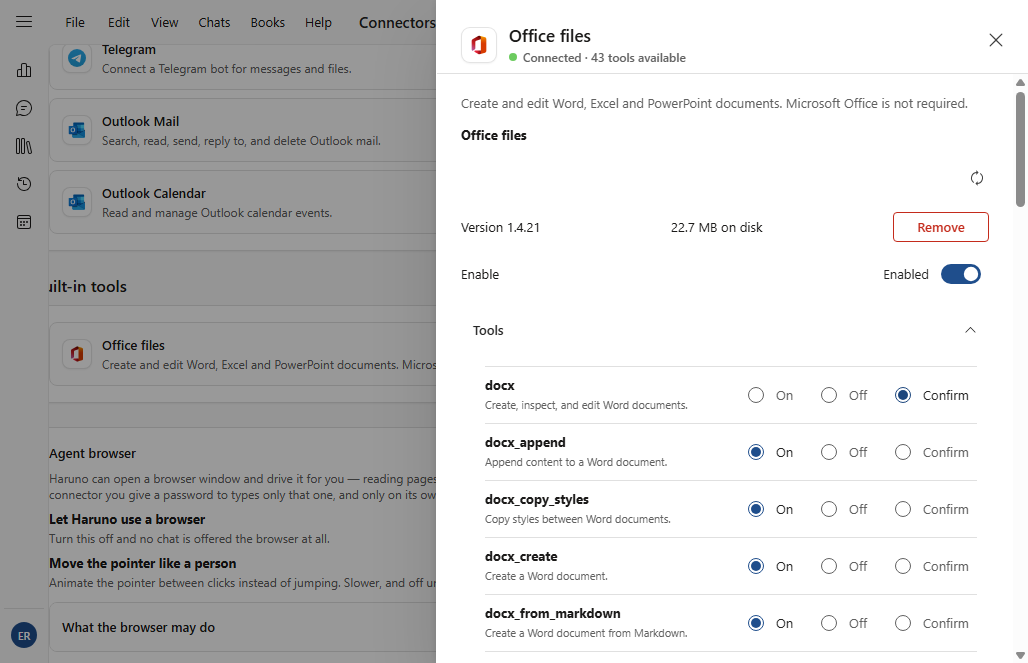 File Edit View Chats Books Help Connectors
Telegram
Connect a Telegram bot for messages and files.
Outlook Mail
Search, read, send, reply to, and delete Outlook mail.
Outlook Calendar
Read and manage Outlook calendar events.
uilt-in tools
Office files
Create and edit Word, Excel and PowerPoint documents. Micros
Agent browser
Haruno can open a browser window and drive it for you — reading pages
connector you give a password to types only that one, and only on its ow
Let Haruno use a browser
Turn this off and no chat is offered the browser at all.
Move the pointer like a person
Animate the pointer between clicks instead of jumping. Slower, and off un
What the browser may do
ER
Office files
Connected · 43 tools available
Create and edit Word, Excel and PowerPoint documents. Microsoft Office is not required.
Office files
Version 1.4.21 22.7 MB on disk Remove
Enable Enabled
Tools
docx
Create, inspect, and edit Word documents.
On Off Confirm
docx_append
Append content to a Word document.
On Off Confirm
docx_copy_styles
Copy styles between Word documents.
On Off Confirm
docx_create
Create a Word document.
On Off Confirm
docx_from_markdown
Create a Word document from Markdown.
On Off Confirm